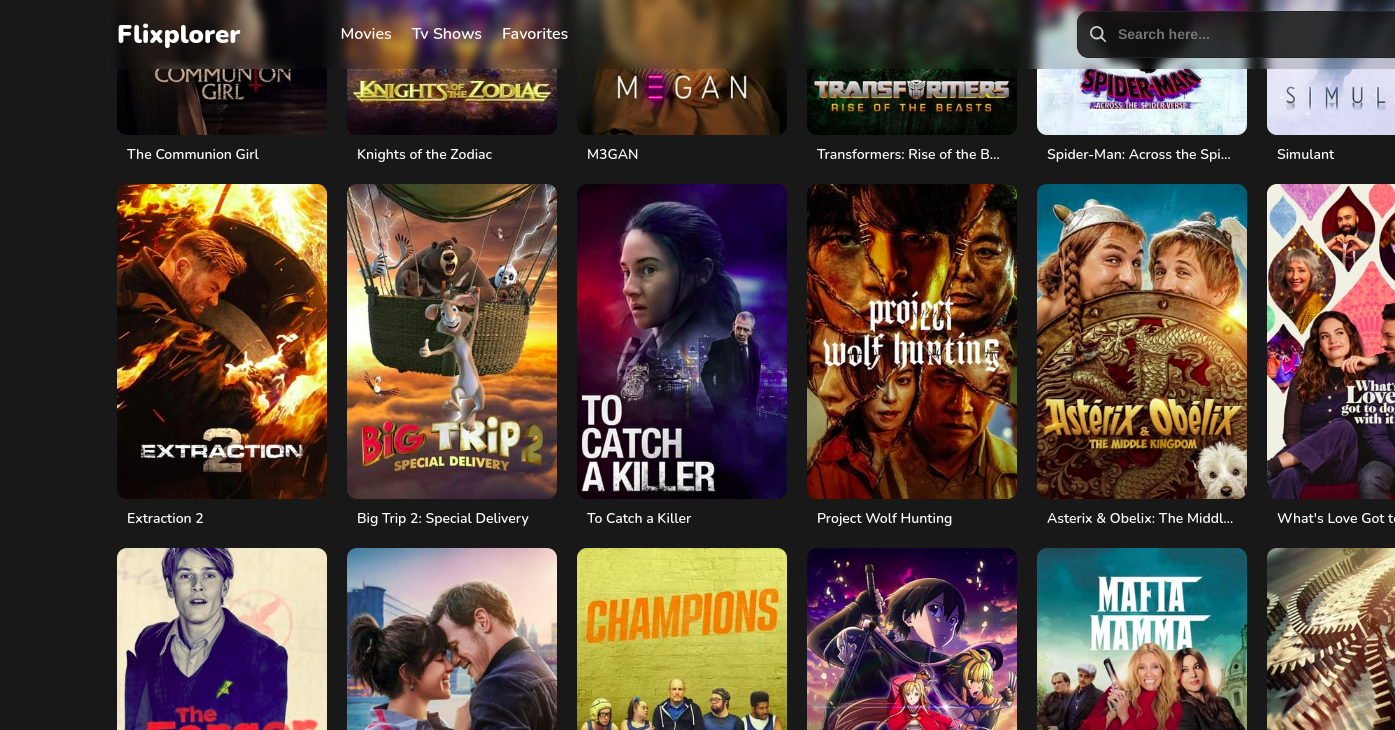 Flixplorer
Movies
Tv Shows
Favorites
Search here...
COMMUNION
GIRL
KNIGHTS OF THE ZODIAC
M3GAN
TRANSFORMERS
RISE OF THE BEASTS
SPIDER-MAN
ACROSS THE SPIDER-VERSE
SIMUL
The Communion Girl
Knights of the Zodiac
M3GAN
Transformers: Rise of the B...
Spider-Man: Across the Spi...
Simulant
EXTRACTION
2
BIG TRIP 2
SPECIAL DELIVERY
TO
CATCH
A KILLER
project
wolf hunting
Astérix & Obélix
THE MIDDLE KINGDOM
What's
Love
got to do
with it
Extraction 2
Big Trip 2: Special Delivery
To Catch a Killer
Project Wolf Hunting
Asterix & Obelix: The Middl...
What's Love Got to
The
Forger
CHAMPIONS
MAFIA
MAMMA